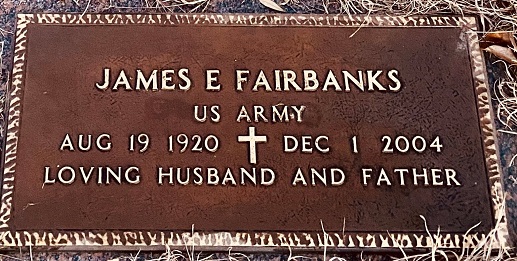 JAMES E FAIRBANKS
US ARMY
AUG 19 1920 ✝ DEC 1 2004
LOVING HUSBAND AND FATHER